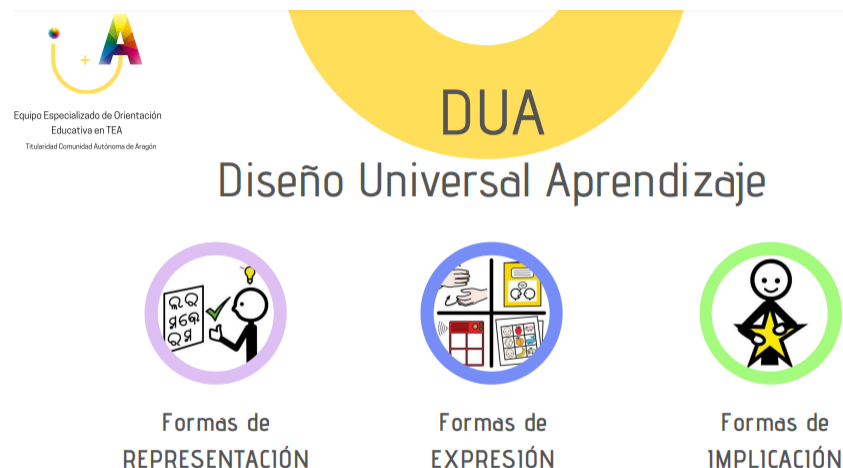 Equipo Especializado de Orientación
Educativa en TEA
Titularidad Comunidad Autónoma de Aragón
DUA
Diseño Universal Aprendizaje
Formas de
REPRESENTACIÓN
Formas de
EXPRESIÓN
Formas de
IMPLICACIÓN